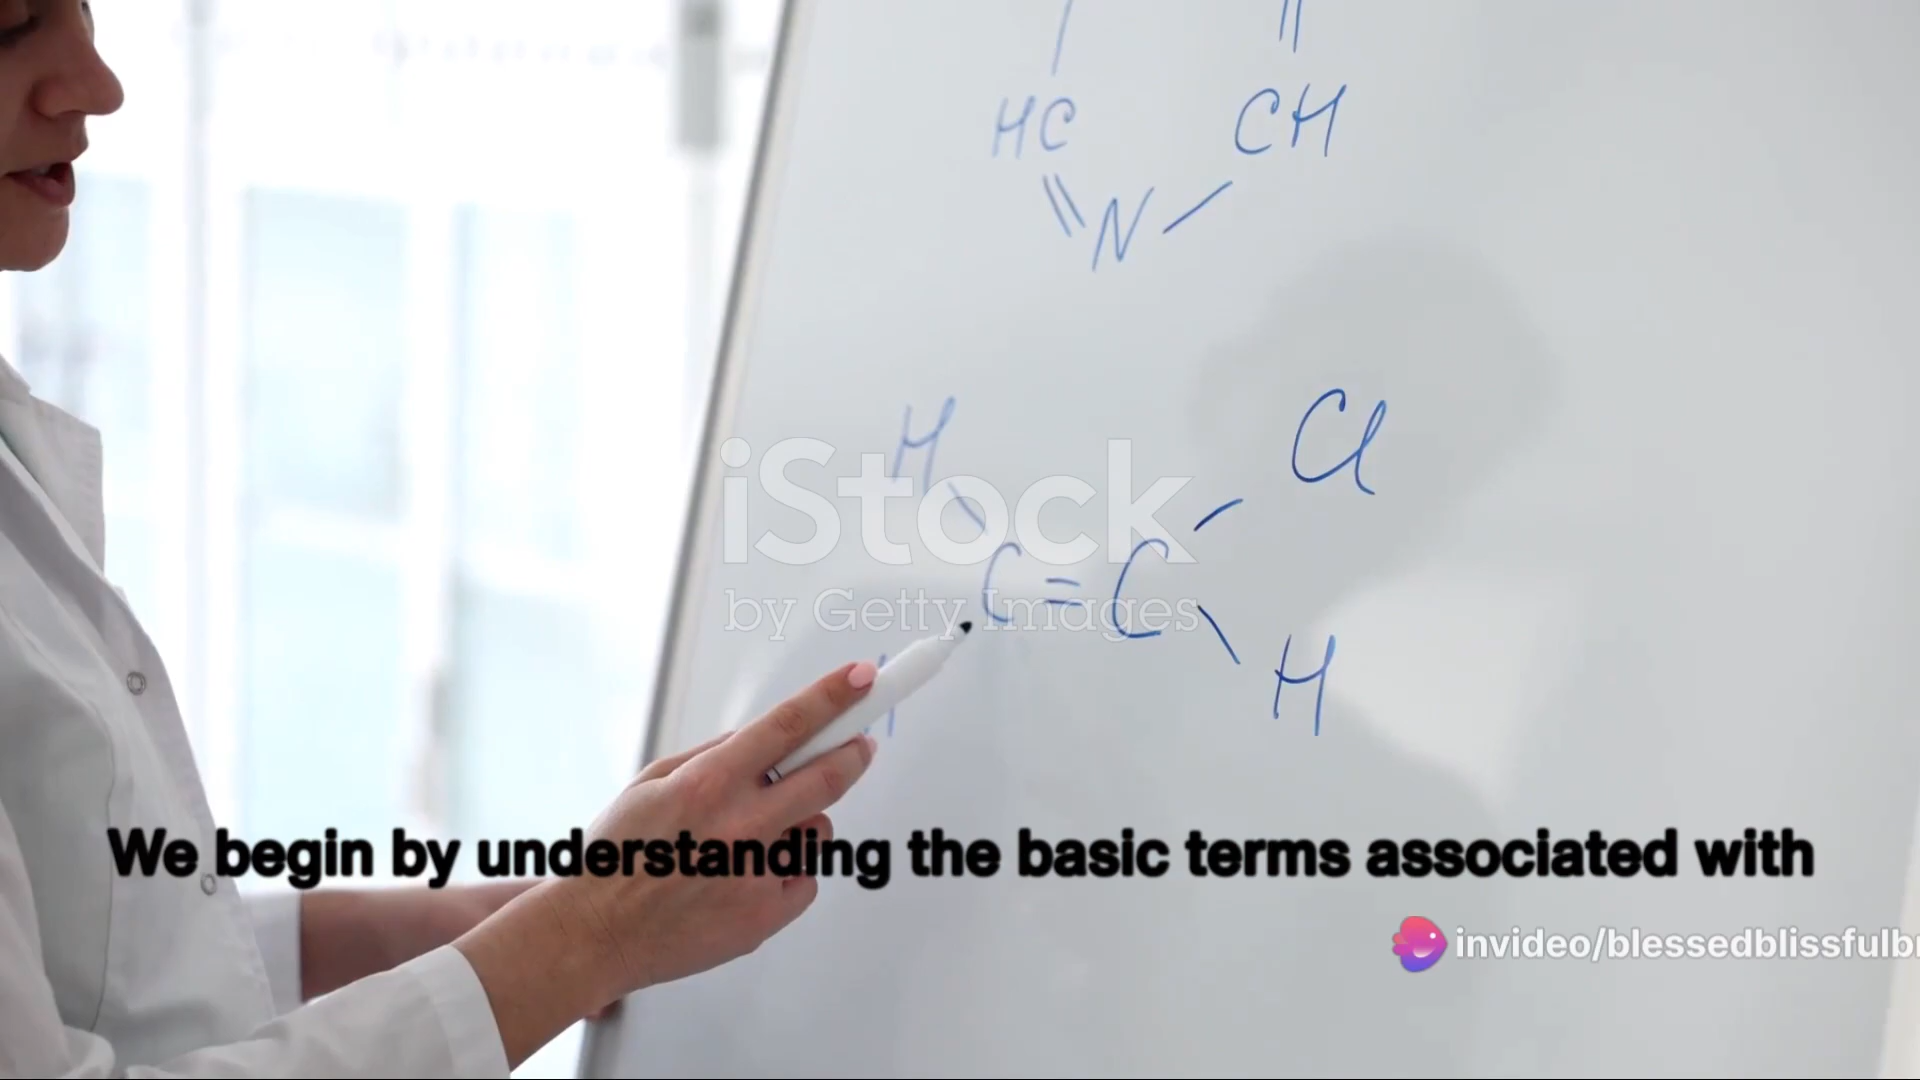 HC CH
N
H Cl
C = C
H
iStock
by Getty Images
We begin by understanding the basic terms associated with
invideo/blessedblissfulb